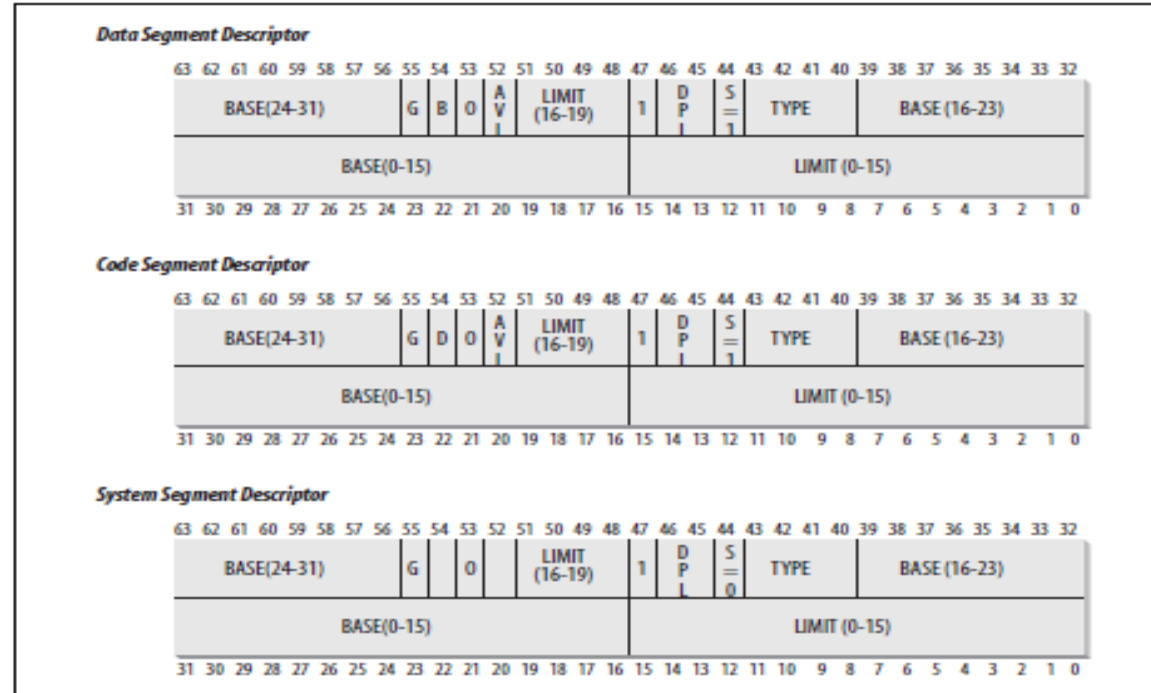 Data Segment Descriptor
63 62 61 60 59 58 57 56 55 54 53 52 51 50 49 48 47 46 45 44 43 42 41 40 39 38 37 36 35 34 33 32
BASE(24-31) G B O AVL LIMIT (16-19) 1 DPL S=1 TYPE BASE (16-23)
BASE(0-15) LIMIT (0-15)
31 30 29 28 27 26 25 24 23 22 21 20 19 18 17 16 15 14 13 12 11 10 9 8 7 6 5 4 3 2 1 0
Code Segment Descriptor
63 62 61 60 59 58 57 56 55 54 53 52 51 50 49 48 47 46 45 44 43 42 41 40 39 38 37 36 35 34 33 32
BASE(24-31) G D O AVL LIMIT (16-19) 1 DPL S=1 TYPE BASE (16-23)
BASE(0-15) LIMIT (0-15)
31 30 29 28 27 26 25 24 23 22 21 20 19 18 17 16 15 14 13 12 11 10 9 8 7 6 5 4 3 2 1 0
System Segment Descriptor
63 62 61 60 59 58 57 56 55 54 53 52 51 50 49 48 47 46 45 44 43 42 41 40 39 38 37 36 35 34 33 32
BASE(24-31) G O LIMIT (16-19) 1 DPL S=0 TYPE BASE (16-23)
BASE(0-15) LIMIT (0-15)
31 30 29 28 27 26 25 24 23 22 21 20 19 18 17 16 15 14 13 12 11 10 9 8 7 6 5 4 3 2 1 0